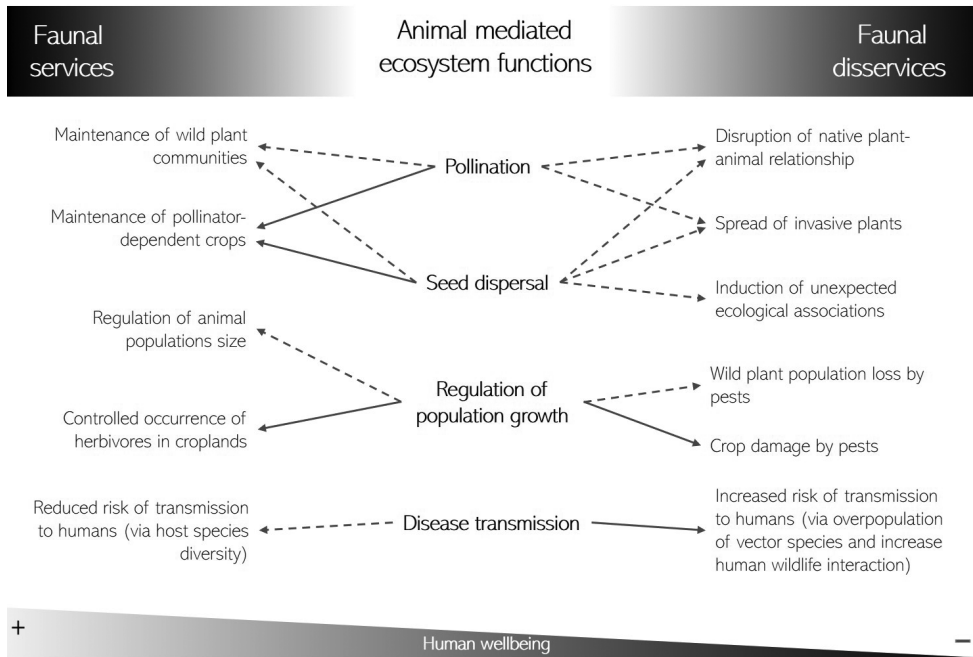 Faunal
services
Animal mediated
ecosystem functions
Faunal
disservices
Maintenance of wild plant
communities
Maintenance of pollinator-
dependent crops
Regulation of animal
populations size
Controlled occurrence of
herbivores in croplands
Reduced risk of transmission
to humans (via host species
diversity)
Pollination
Seed dispersal
Regulation of
population growth
Disease transmission
Disruption of native plant-
animal relationship
Spread of invasive plants
Induction of unexpected
ecological associations
Wild plant population loss by
pests
Crop damage by pests
Increased risk of transmission
to humans (via overpopulation
of vector species and increase
human wildlife interaction)
+
Human wellbeing
−